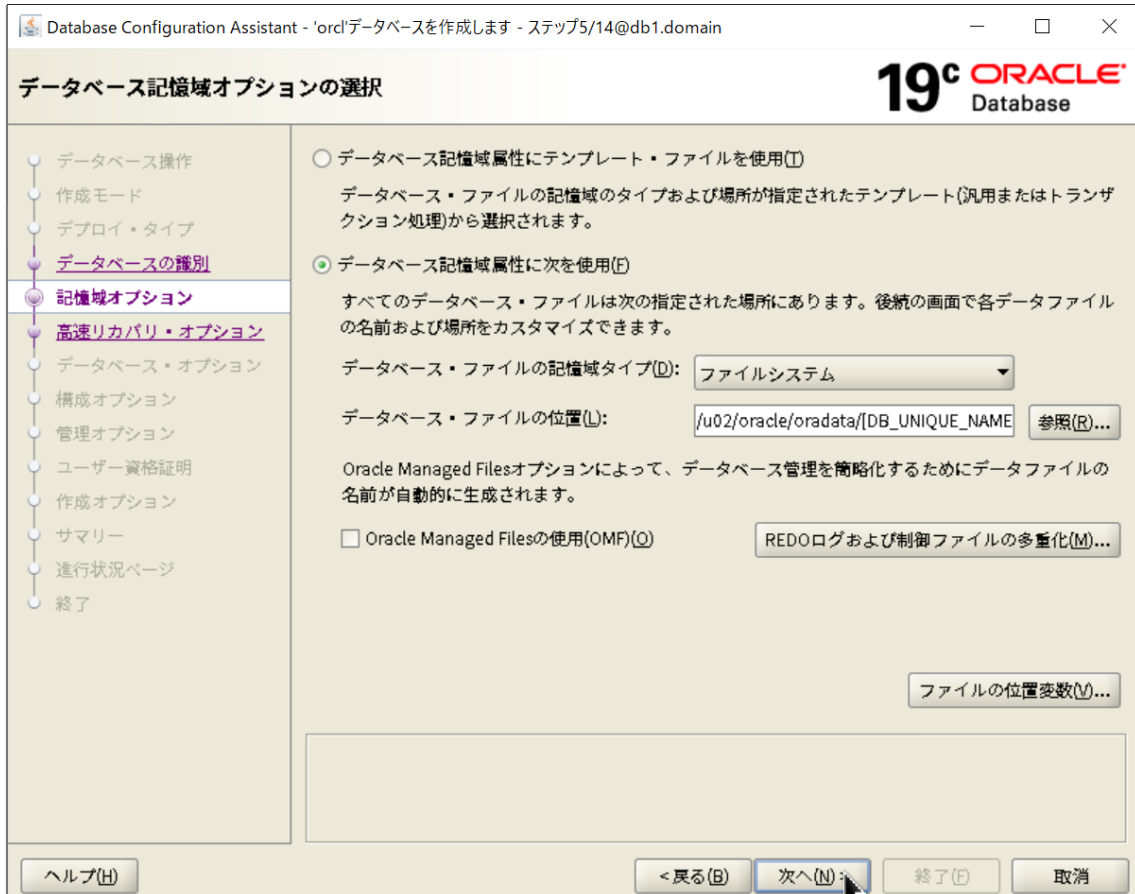 Database Configuration Assistant - 'orcl'データベースを作成します - ステップ5/14@db1.domain
データベース記憶域オプションの選択
19c ORACLE
Database
データベース操作
作成モード
デプロイ・タイプ
データベースの識別
記憶域オプション
高速リカバリ・オプション
データベース・オプション
構成オプション
管理オプション
ユーザー資格証明
作成オプション
サマリー
進行状況ページ
終了
データベース記憶域属性にテンプレート・ファイルを使用(T)
データベース・ファイルの記憶域のタイプおよび場所が指定されたテンプレート(汎用またはトランザ
クション処理)から選択されます。
データベース記憶域属性に次を使用(F)
すべてのデータベース・ファイルは次の指定された場所にあります。後続の画面で各データファイル
の名前および場所をカスタマイズできます。
データベース・ファイルの記憶域タイプ(D): ファイルシステム
データベース・ファイルの位置(L): /u02/oracle/oradata/[DB_UNIQUE_NAME 参照(R)...
Oracle Managed Filesオプションによって、データベース管理を簡略化するためにデータファイルの
名前が自動的に生成されます。
Oracle Managed Filesの使用(OMF)(O) REDOログおよび制御ファイルの多重化(M)...
ファイルの位置変数(V)...
ヘルプ(H) <戻る(B) 次へ(N) 終了(F) 取消